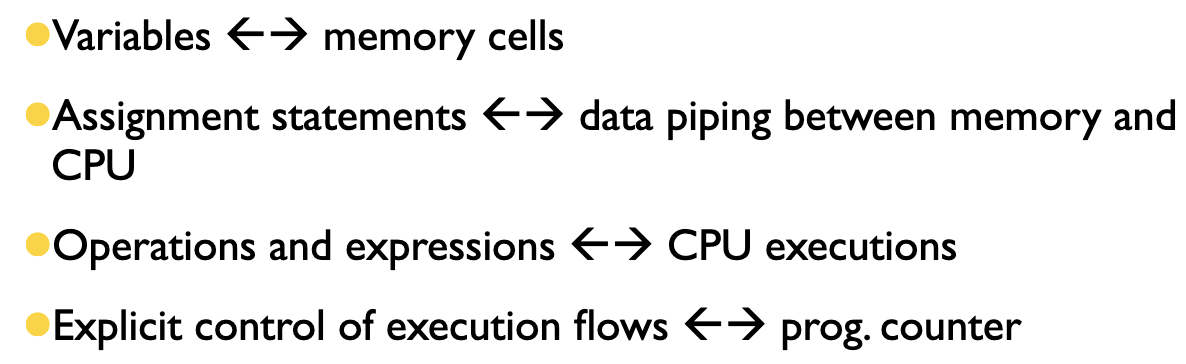 ●Variables ←→ memory cells
●Assignment statements ←→ data piping between memory and
CPU
●Operations and expressions ←→ CPU executions
●Explicit control of execution flows ←→ prog. counter